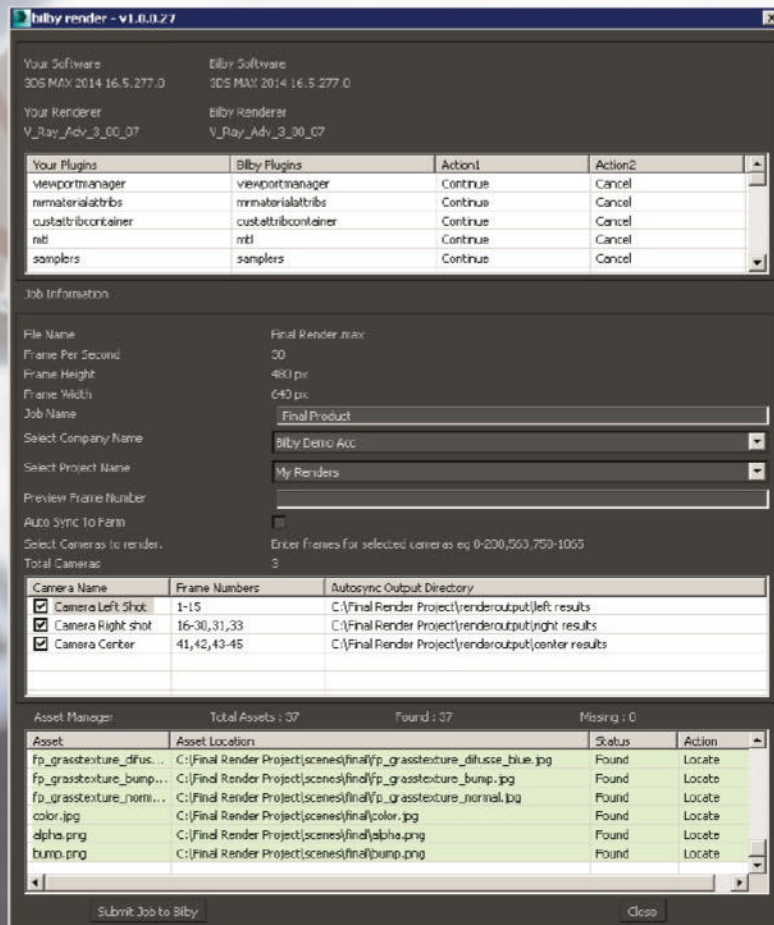 bilby render - v1.0.0.27
Your Software Bilby Software
3DS MAX 2014 16.5.277.0 3DS MAX 2014 16.5.277.0
Your Renderer Bilby Renderer
V_Ray_Adv_3_00_07 V_Ray_Adv_3_00_07
Your Plugins Bilby Plugins Action1 Action2
viewportmanager viewportmanager Continue Cancel
mrmaterialattribs mrmaterialattribs Continue Cancel
custattribcontainer custattribcontainer Continue Cancel
mtl mtl Continue Cancel
samplers samplers Continue Cancel
Job Information
File Name Final Render.max
Frame Per Second 30
Frame Height 480 px
Frame Width 640 px
Job Name Final Product
Select Company Name Bilby Demo Acc
Select Project Name My Renders
Preview Frame Number
Auto Sync To Farm
Select Cameras to render. Enter frames for selected cameras eg 0-200,563,750-1065
Total Cameras 3
Camera Name Frame Numbers Autosync Output Directory
Camera Left Shot 1-15 C:\Final Render Project\renderoutput\left results
Camera Right shot 16-30,31,33 C:\Final Render Project\renderoutput\right results
Camera Center 41,42,43-45 C:\Final Render Project\renderoutput\center results
Asset Manager Total Assets : 37 Found : 37 Missing : 0
Asset Asset Location Status Action
fp_grasstexture_difus... C:\Final Render Project\scenes\final\fp_grasstexture_difusse_blue.jpg Found Locate
fp_grasstexture_bump... C:\Final Render Project\scenes\final\fp_grasstexture_bump.jpg Found Locate
fp_grasstexture_norm... C:\Final Render Project\scenes\final\fp_grasstexture_normal.jpg Found Locate
color.jpg C:\Final Render Project\scenes\final\color.jpg Found Locate
alpha.png C:\Final Render Project\scenes\final\alpha.png Found Locate
bump.png C:\Final Render Project\scenes\final\bump.png Found Locate
Submit Job to Bilby Close